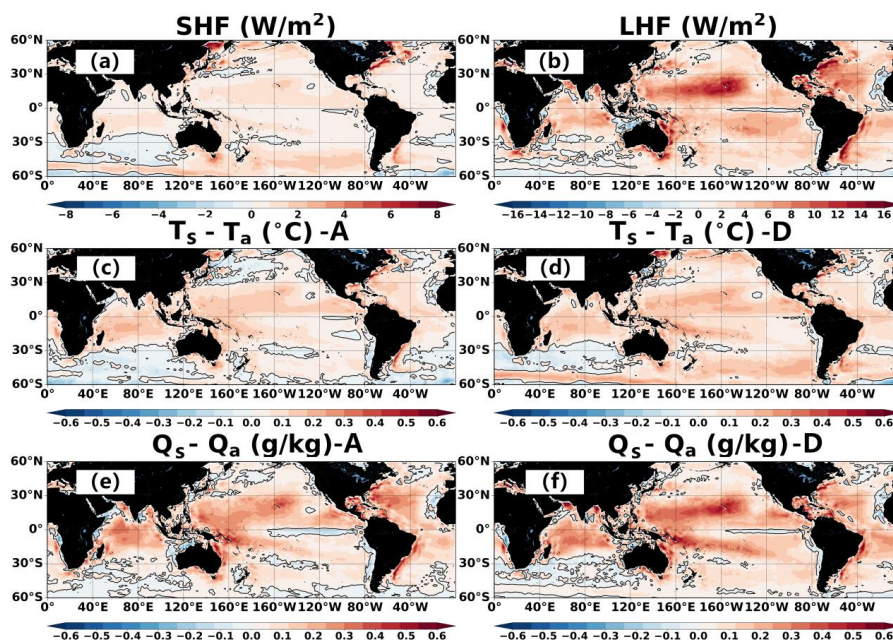 SHF (W/m²) LHF (W/m²)
60°N (a) 60°N (b)
30°N 30°N
0° 0°
30°S 30°S
60°S 60°S
0° 40°E 80°E 120°E 160°E 160°W 120°W 80°W 40°W 0° 40°E 80°E 120°E 160°E 160°W 120°W 80°W 40°W
−8 −6 −4 −2 0 2 4 6 8 −16 −14 −12 −10 −8 −6 −4 −2 0 2 4 6 8 10 12 14 16
Ts - Ta (°C) -A Ts - Ta (°C) -D
60°N (c) 60°N (d)
30°N 30°N
0° 0°
30°S 30°S
60°S 60°S
0° 40°E 80°E 120°E 160°E 160°W 120°W 80°W 40°W 0° 40°E 80°E 120°E 160°E 160°W 120°W 80°W 40°W
−0.6 −0.5 −0.4 −0.3 −0.2 −0.1 0.0 0.1 0.2 0.3 0.4 0.5 0.6 −0.6 −0.5 −0.4 −0.3 −0.2 −0.1 0.0 0.1 0.2 0.3 0.4 0.5 0.6
Qs - Qa (g/kg)-A Qs - Qa (g/kg) -D
60°N (e) 60°N (f)
30°N 30°N
0° 0°
30°S 30°S
60°S 60°S
0° 40°E 80°E 120°E 160°E 160°W 120°W 80°W 40°W 0° 40°E 80°E 120°E 160°E 160°W 120°W 80°W 40°W
−0.6 −0.5 −0.4 −0.3 −0.2 −0.1 0.0 0.1 0.2 0.3 0.4 0.5 0.6 −0.6 −0.5 −0.4 −0.3 −0.2 −0.1 0.0 0.1 0.2 0.3 0.4 0.5 0.6